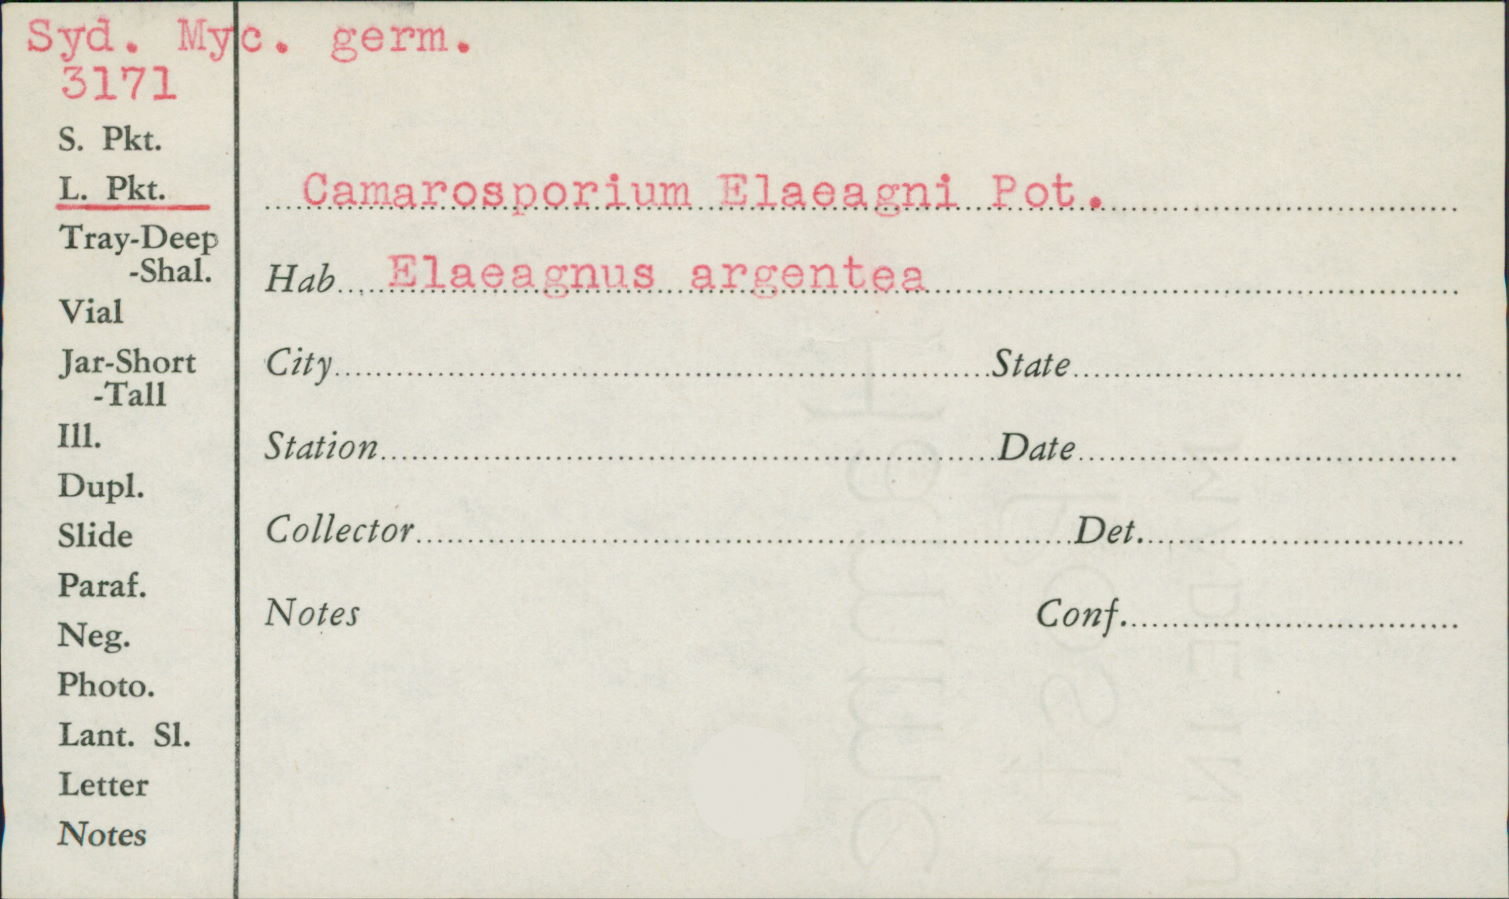 Syd. Myc. germ.
3171
S. Pkt.
L. Pkt.
Tray-Deep
-Shal.
Vial
Jar-Short
-Tall
Ill.
Dupl.
Slide
Paraf.
Neg.
Photo.
Lant. Sl.
Letter
Notes
Camarosporium Elaeagni Pot.
Hab. Elaeagnus argentea
City State
Station Date
Collector Det.
Notes Conf.